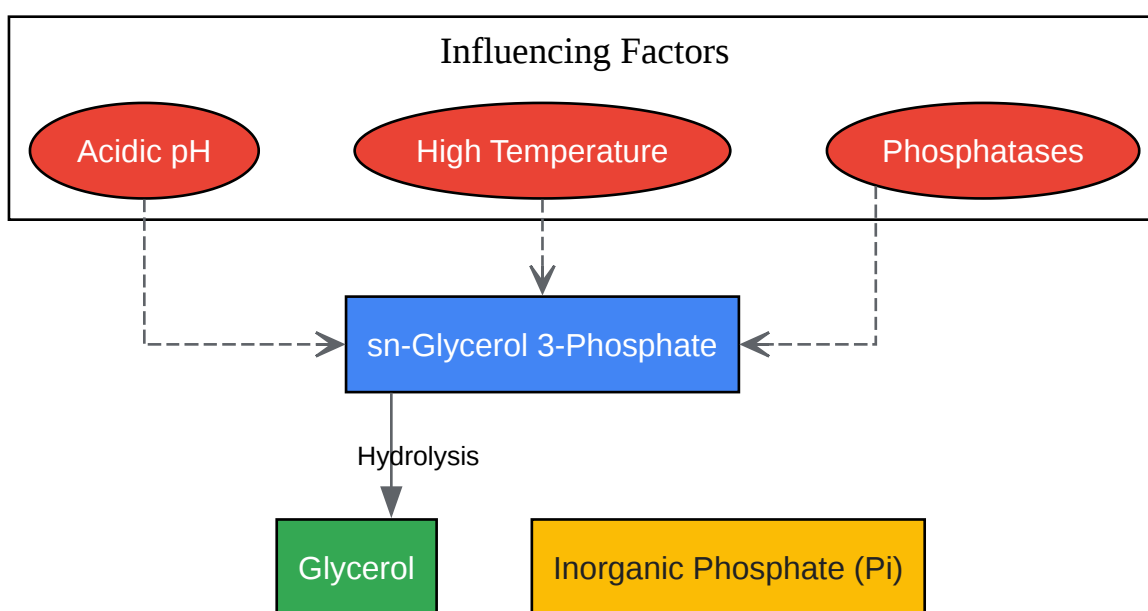 Influencing Factors
Acidic pH
High Temperature
Phosphatases
sn-Glycerol 3-Phosphate
Hydrolysis
Glycerol
Inorganic Phosphate (Pi)